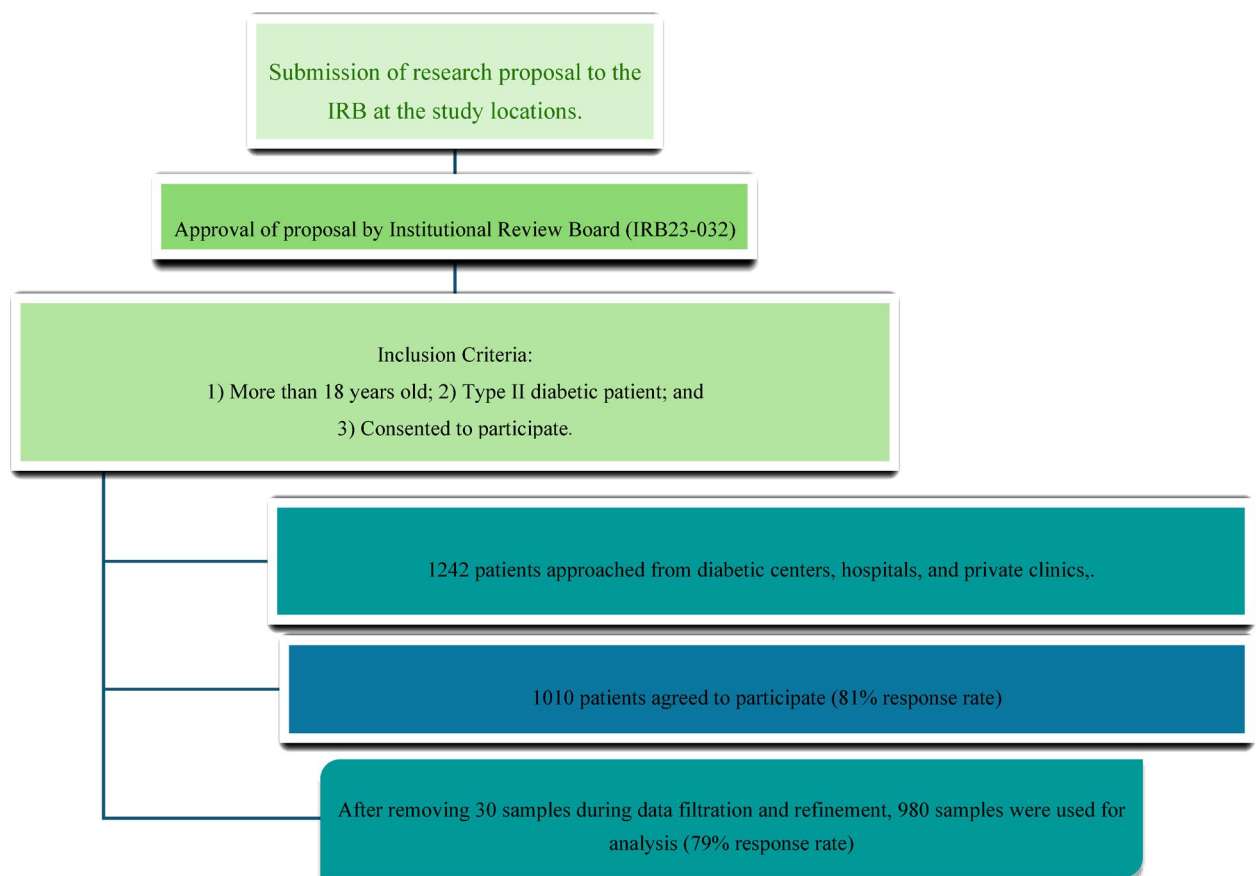 Submission of research proposal to the
IRB at the study locations.
Approval of proposal by Institutional Review Board (IRB23-032)
Inclusion Criteria:
1) More than 18 years old; 2) Type II diabetic patient; and
3) Consented to participate.
1242 patients approached from diabetic centers, hospitals, and private clinics,.
1010 patients agreed to participate (81% response rate)
After removing 30 samples during data filtration and refinement, 980 samples were used for
analysis (79% response rate)